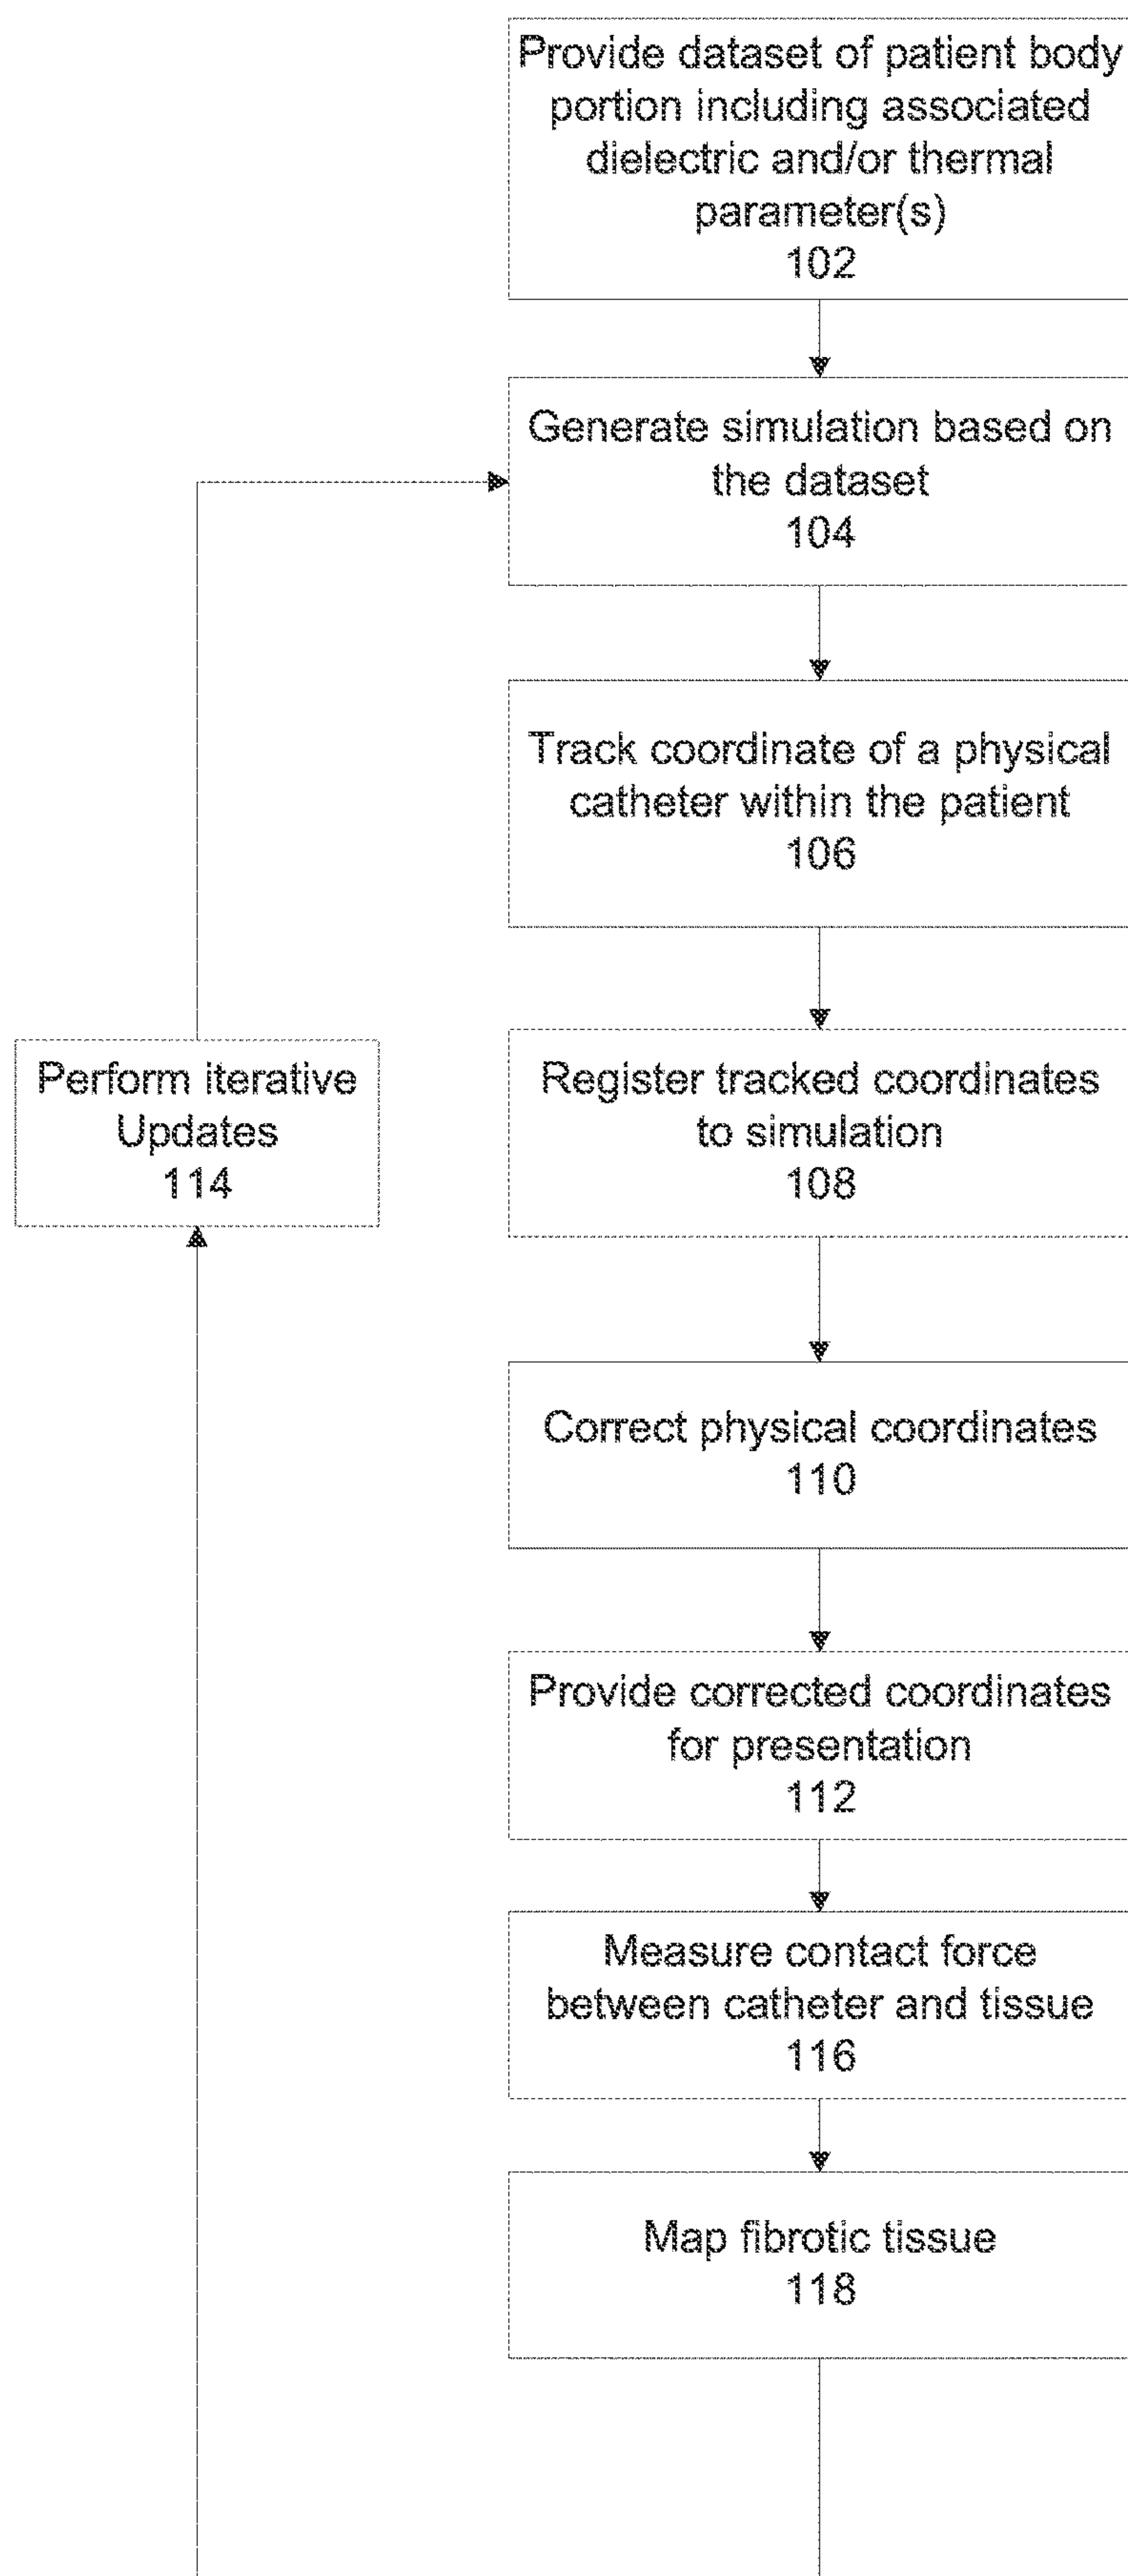 Provide dataset of patient body
portion including associated
dielectric and/or thermal
parameter(s)
102
Generate simulation based on
the dataset
104
Track coordinate of a physical
catheter within the patient
106
Register tracked coordinates
to simulation
108
Perform iterative
Updates
114
Correct physical coordinates
110
Provide corrected coordinates
for presentation
112
Measure contact force
between catheter and tissue
116
Map fibrotic tissue
118